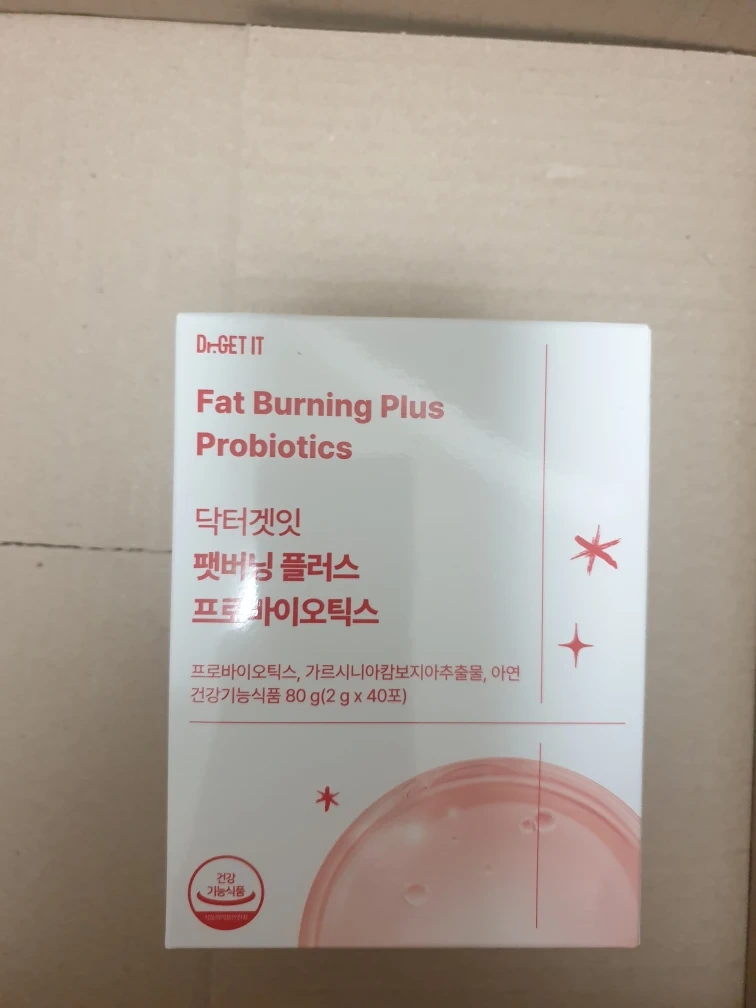 Dr.GET IT
Fat Burning Plus
Probiotics
닥터겟잇
팻버닝 플러스
프로바이오틱스
프로바이오틱스, 가르시니아캄보지아추출물, 아연
건강기능식품 80 g(2 g x 40포)
건강
기능식품